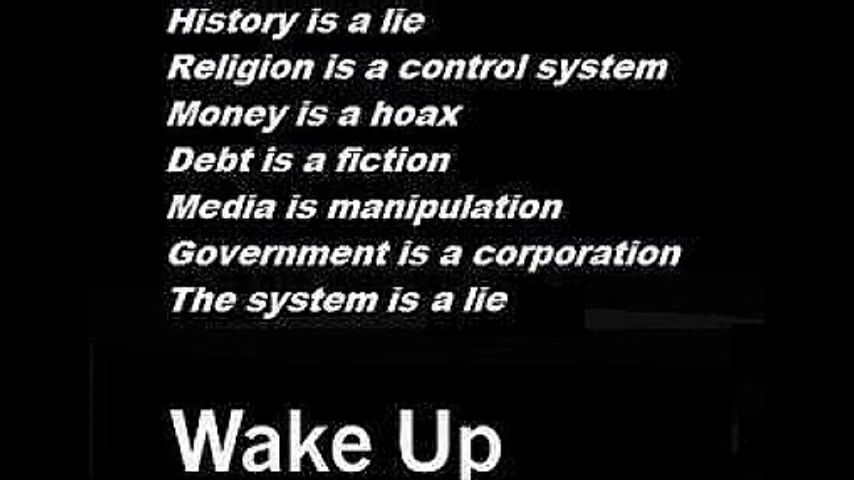 History is a lie
Religion is a control system
Money is a hoax
Debt is a fiction
Media is manipulation
Government is a corporation
The system is a lie
Wake Up